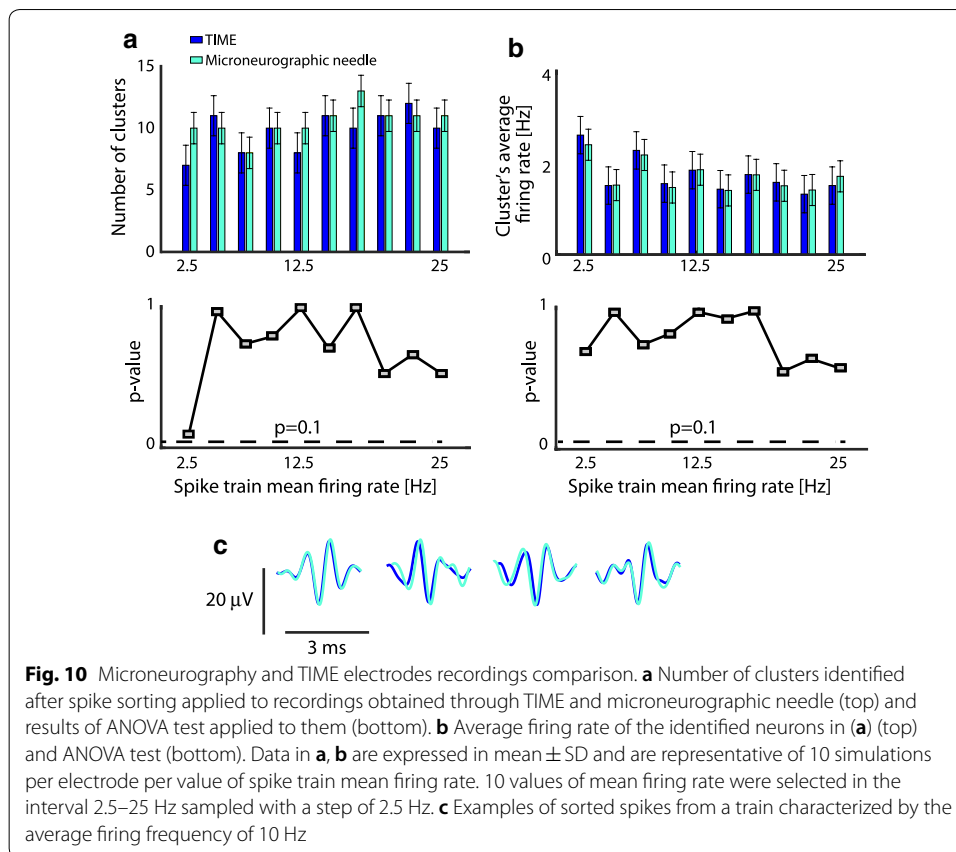 a
TIME
Microneurographic needle
15
10
5
0
Number of clusters
2.5 12.5 25
b
4
2
0
Cluster's average
firing rate [Hz]
2.5 12.5 25
1
0
p-value
p=0.1
2.5 12.5 25
Spike train mean firing rate [Hz]
1
0
p-value
p=0.1
2.5 12.5 25
Spike train mean firing rate [Hz]
c
20 μV
3 ms
Fig. 10 Microneurography and TIME electrodes recordings comparison. a Number of clusters identified
after spike sorting applied to recordings obtained through TIME and microneurographic needle (top) and
results of ANOVA test applied to them (bottom). b Average firing rate of the identified neurons in (a) (top)
and ANOVA test (bottom). Data in a, b are expressed in mean ± SD and are representative of 10 simulations
per electrode per value of spike train mean firing rate. 10 values of mean firing rate were selected in the
interval 2.5–25 Hz sampled with a step of 2.5 Hz. c Examples of sorted spikes from a train characterized by the
average firing frequency of 10 Hz